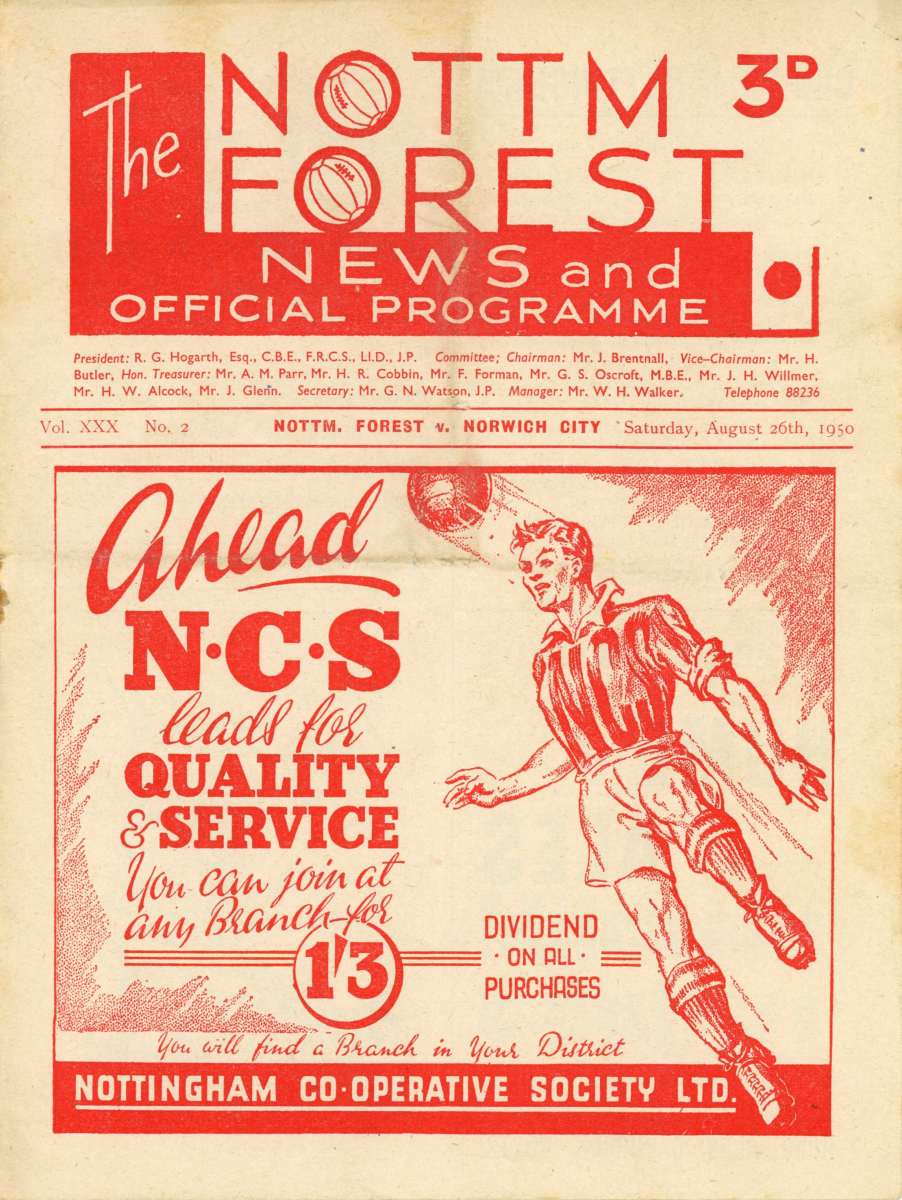 The NOTTM 3D
FOREST
NEWS and
OFFICIAL PROGRAMME
President: R. G. Hogarth, Esq., C.B.E., F.R.C.S., Ll.D., J.P. Committee; Chairman: Mr. J. Brentnall, Vice-Chairman: Mr. H.
Butler, Hon. Treasurer: Mr. A. M. Parr, Mr. H. R. Cobbin, Mr. F. Forman, Mr. G. S. Oscroft, M.B.E., Mr. J. H. Willmer,
Mr. H. W. Alcock, Mr. J. Glenn. Secretary: Mr. G. N. Watson, J.P. Manager: Mr. W. H. Walker. Telephone 88236
Vol. XXX No. 2 NOTTM. FOREST v. NORWICH CITY Saturday, August 26th, 1950
Ahead
N·C·S
leads for
QUALITY
& SERVICE
You can join at
any Branch for
1'3
DIVIDEND
· ON ALL ·
PURCHASES
NCS
You will find a Branch in Your District
NOTTINGHAM CO-OPERATIVE SOCIETY LTD.